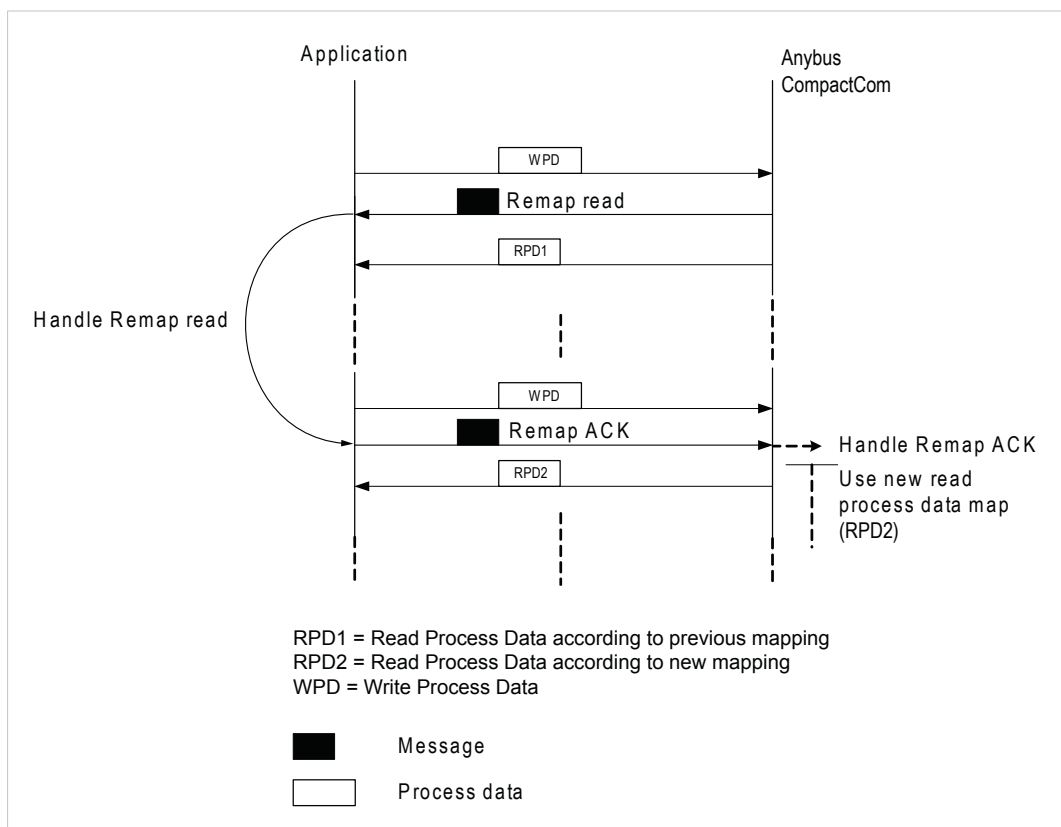 Application
Anybus
CompactCom
WPD
Remap read
RPD1
Handle Remap read
WPD
Remap ACK
Handle Remap ACK
RPD2
Use new read
process data map
(RPD2)
RPD1 = Read Process Data according to previous mapping
RPD2 = Read Process Data according to new mapping
WPD = Write Process Data
Message
Process data